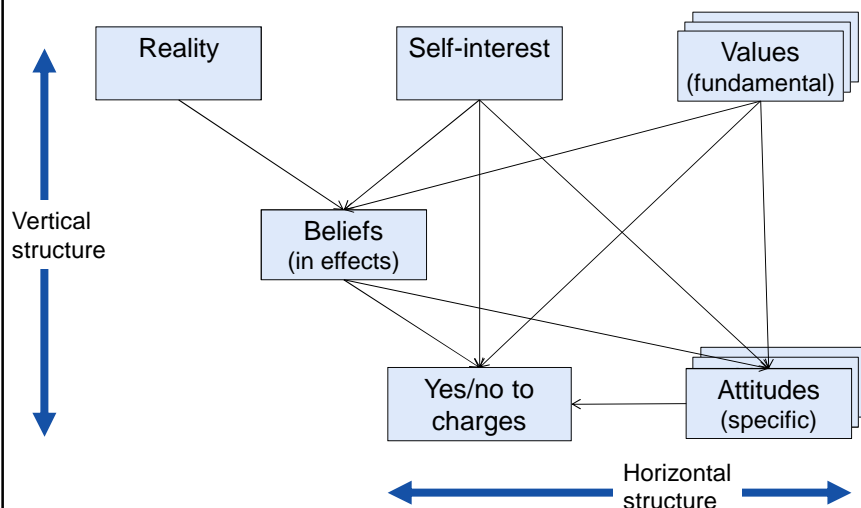 Reality
Self-interest
Values
(fundamental)
Vertical
structure
Beliefs
(in effects)
Yes/no to
charges
Attitudes
(specific)
Horizontal
structure